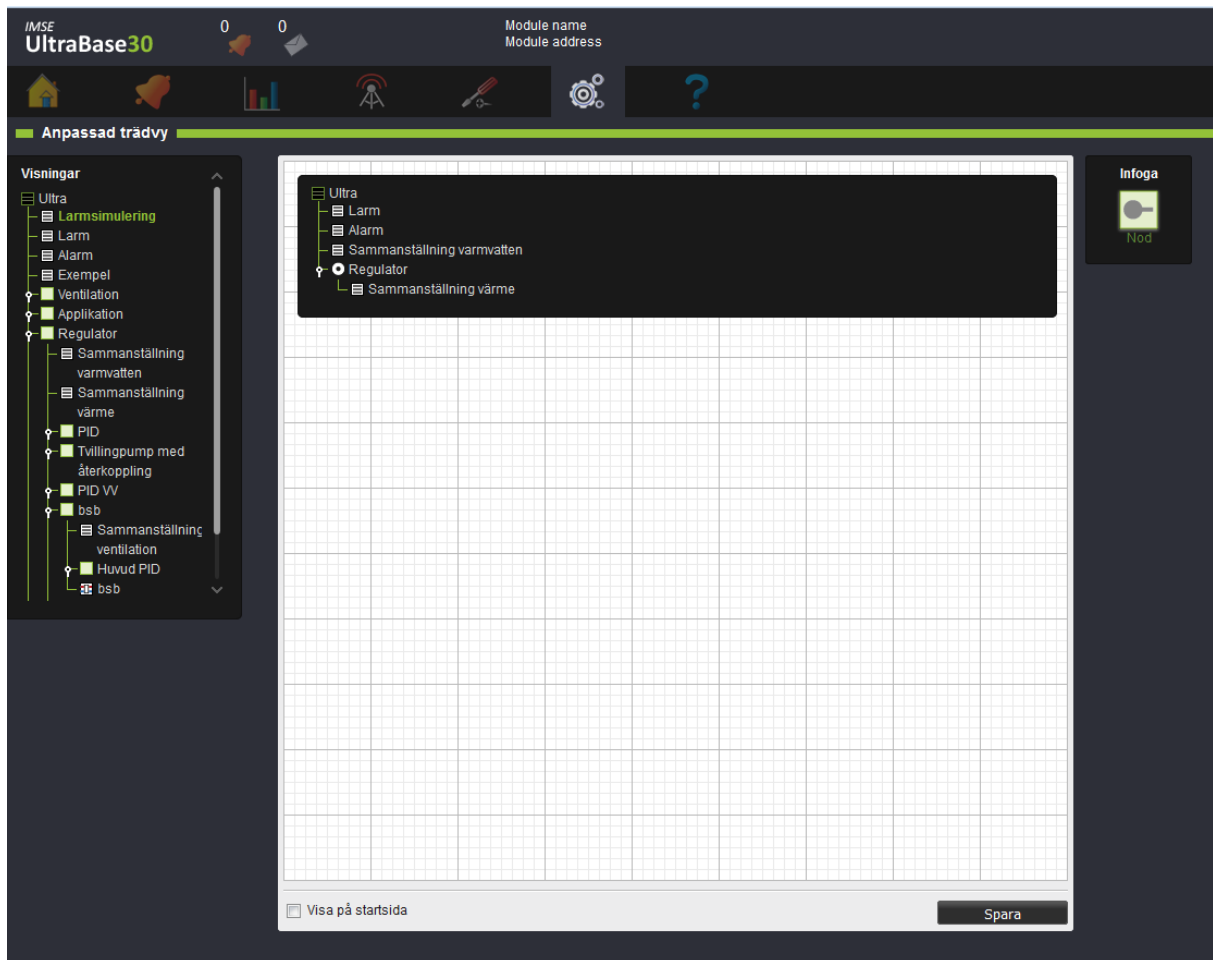 IMSE
UltraBase30
0
0
Module name
Module address
?
Anpassad trädvy
Visningar
Ultra
Larmsimulering
Larm
Alarm
Exempel
Ventilation
Applikation
Regulator
Sammanställning
varmvatten
Sammanställning
värme
PID
Tvillingpump med
återkoppling
PID VV
bsb
Sammanställning
ventilation
Huvud PID
bsb
Ultra
Larm
Alarm
Sammanställning varmvatten
Regulator
Sammanställning värme
Infoga
Nod
Visa på startsida
Spara